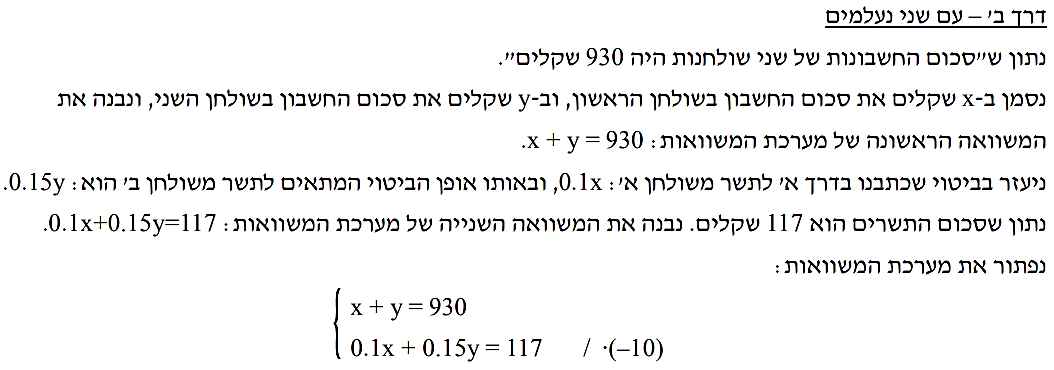 דרך ב׳ – עם שני נעלמים
נתון ש״סכום החשבונות של שני שולחנות היה 930 שקלים״.
נסמן ב-x שקלים את סכום החשבון בשולחן הראשון, וב-y שקלים את סכום החשבון בשולחן השני, ונבנה את
המשוואה הראשונה של מערכת המשוואות: x + y = 930.
ניעזר בביטוי שכתבנו בדרך א׳ לתשר משולחן א׳: 0.1x, ובאותו אופן הביטוי המתאים לתשר משולחן ב׳ הוא: 0.15y.
נתון שסכום התשרים הוא 117 שקלים. נבנה את המשוואה השנייה של מערכת המשוואות: 0.1x+0.15y=117.
נפתור את מערכת המשוואות:
x + y = 930
0.1x + 0.15y = 117 / ·(–10)